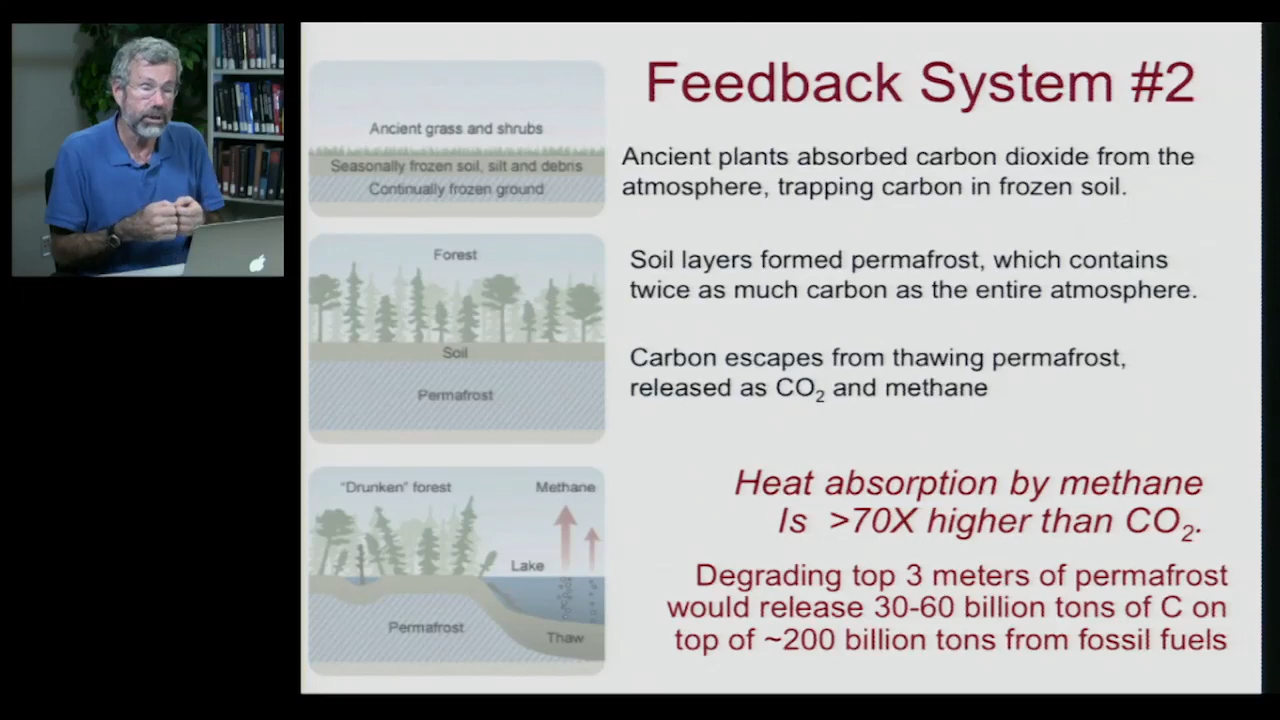 Feedback System #2
Ancient grass and shrubs
Seasonally frozen soil, silt and debris
Continually frozen ground
Ancient plants absorbed carbon dioxide from the
atmosphere, trapping carbon in frozen soil.
Forest
Soil
Permafrost
Soil layers formed permafrost, which contains
twice as much carbon as the entire atmosphere.
Carbon escapes from thawing permafrost,
released as CO₂ and methane
"Drunken" forest
Methane
Lake
Permafrost
Thaw
Heat absorption by methane
Is >70X higher than CO₂.
Degrading top 3 meters of permafrost
would release 30-60 billion tons of C on
top of ~200 billion tons from fossil fuels